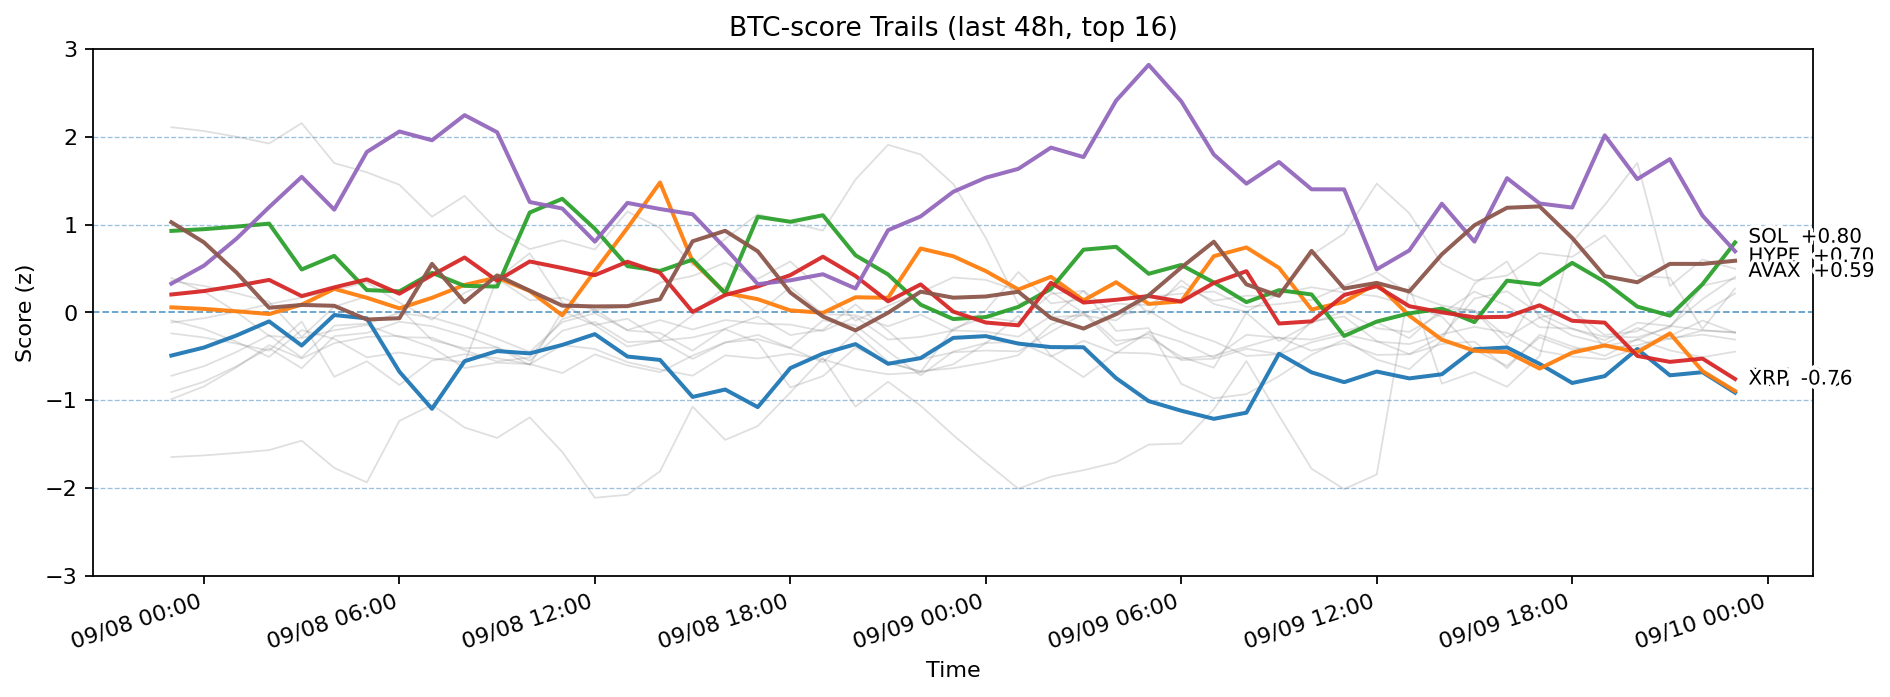 BTC-score Trails (last 48h, top 16)
3
2
1
0
−1
−2
−3
Score (z)
SOL +0.80
HYPE +0.70
AVAX +0.59
XRP -0.76
09/08 00:00
09/08 06:00
09/08 12:00
09/08 18:00
09/09 00:00
09/09 06:00
09/09 12:00
09/09 18:00
09/10 00:00
Time